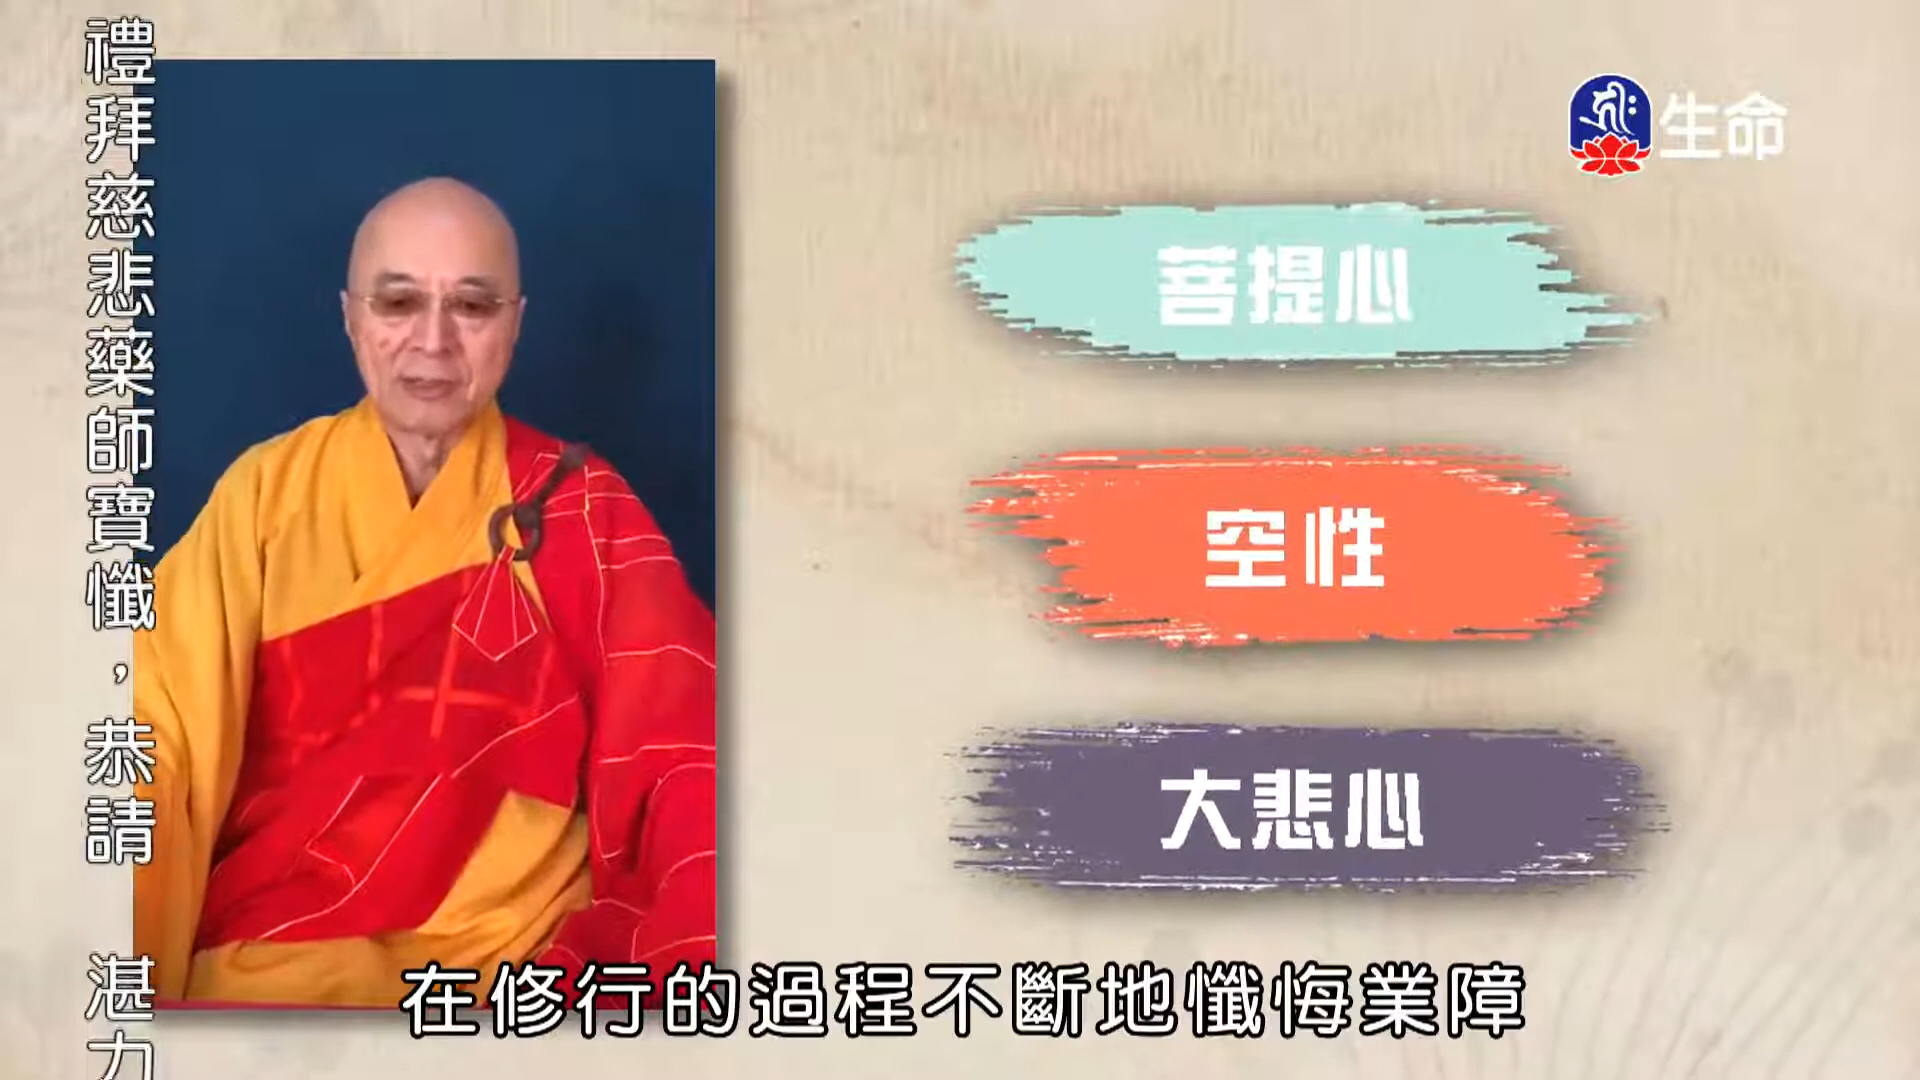 禮拜慈悲藥師寶懺，恭請 湛力
生命
菩提心
空性
大悲心
在修行的過程不斷地懺悔業障